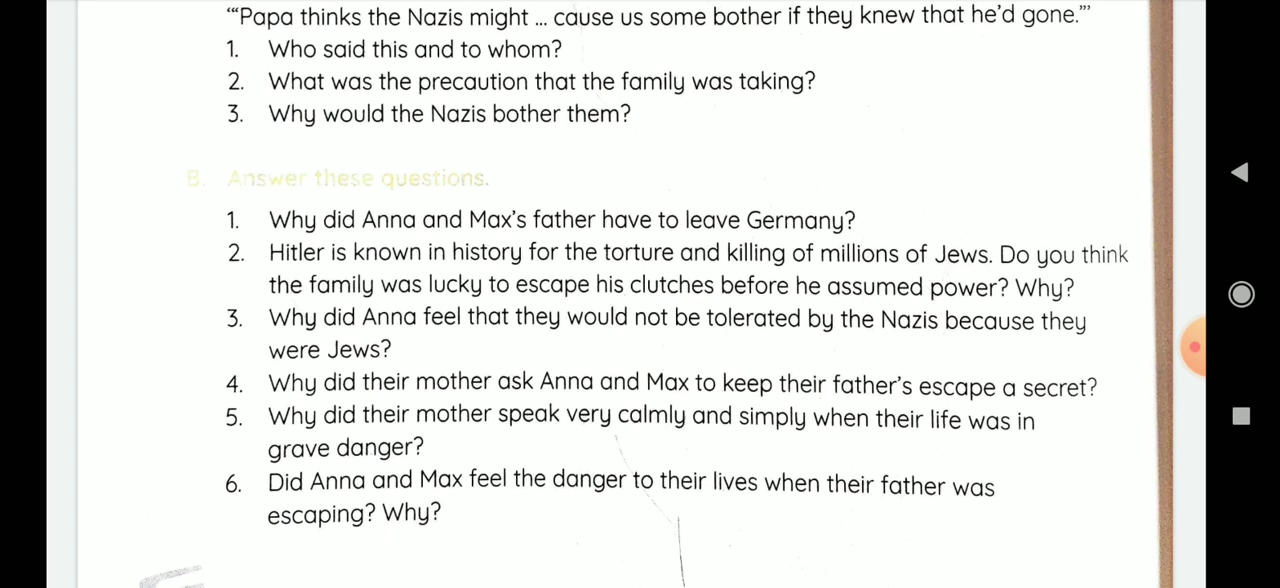 “‘Papa thinks the Nazis might ... cause us some bother if they knew that he’d gone.’”
1. Who said this and to whom?
2. What was the precaution that the family was taking?
3. Why would the Nazis bother them?
B. Answer these questions.
1. Why did Anna and Max’s father have to leave Germany?
2. Hitler is known in history for the torture and killing of millions of Jews. Do you think
the family was lucky to escape his clutches before he assumed power? Why?
3. Why did Anna feel that they would not be tolerated by the Nazis because they
were Jews?
4. Why did their mother ask Anna and Max to keep their father’s escape a secret?
5. Why did their mother speak very calmly and simply when their life was in
grave danger?
6. Did Anna and Max feel the danger to their lives when their father was
escaping? Why?